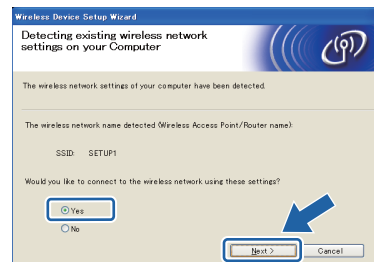 Wireless Device Setup Wizard
Detecting existing wireless network
settings on your Computer
The wireless network settings of your computer have been detected.
The wireless network name detected (Wireless Access Point/Router name):
SSID: SETUP1
Would you like to connect to the wireless network using these settings?
Yes
No
Next > Cancel